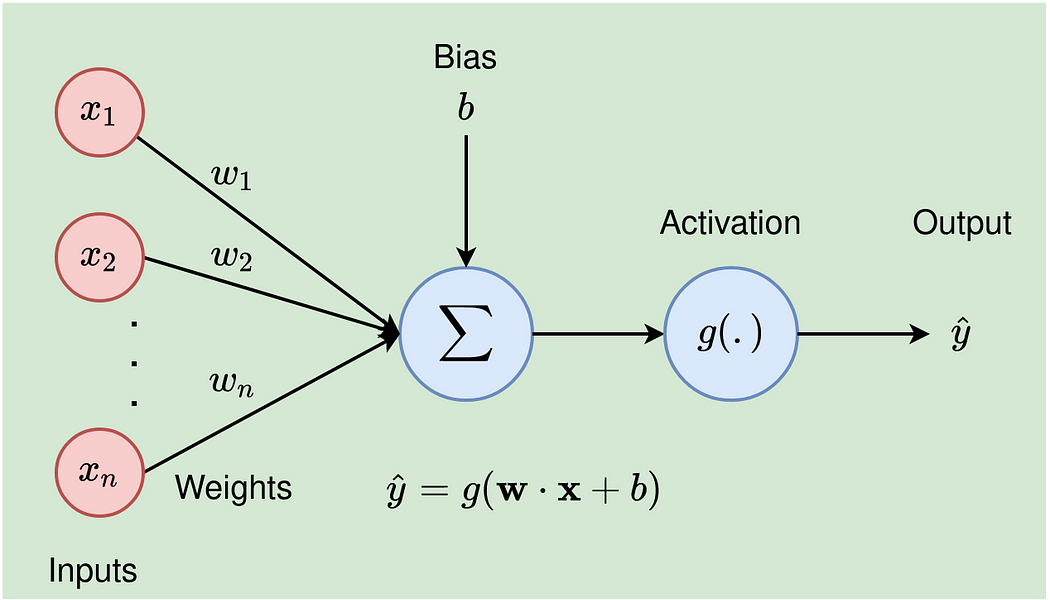 Bias
b
x₁
w₁
Activation
Output
x₂
w₂
∑
g(.)
ŷ
.
.
.
wₙ
xₙ
Weights
ŷ = g(𝐰 · 𝐱 + b)
Inputs